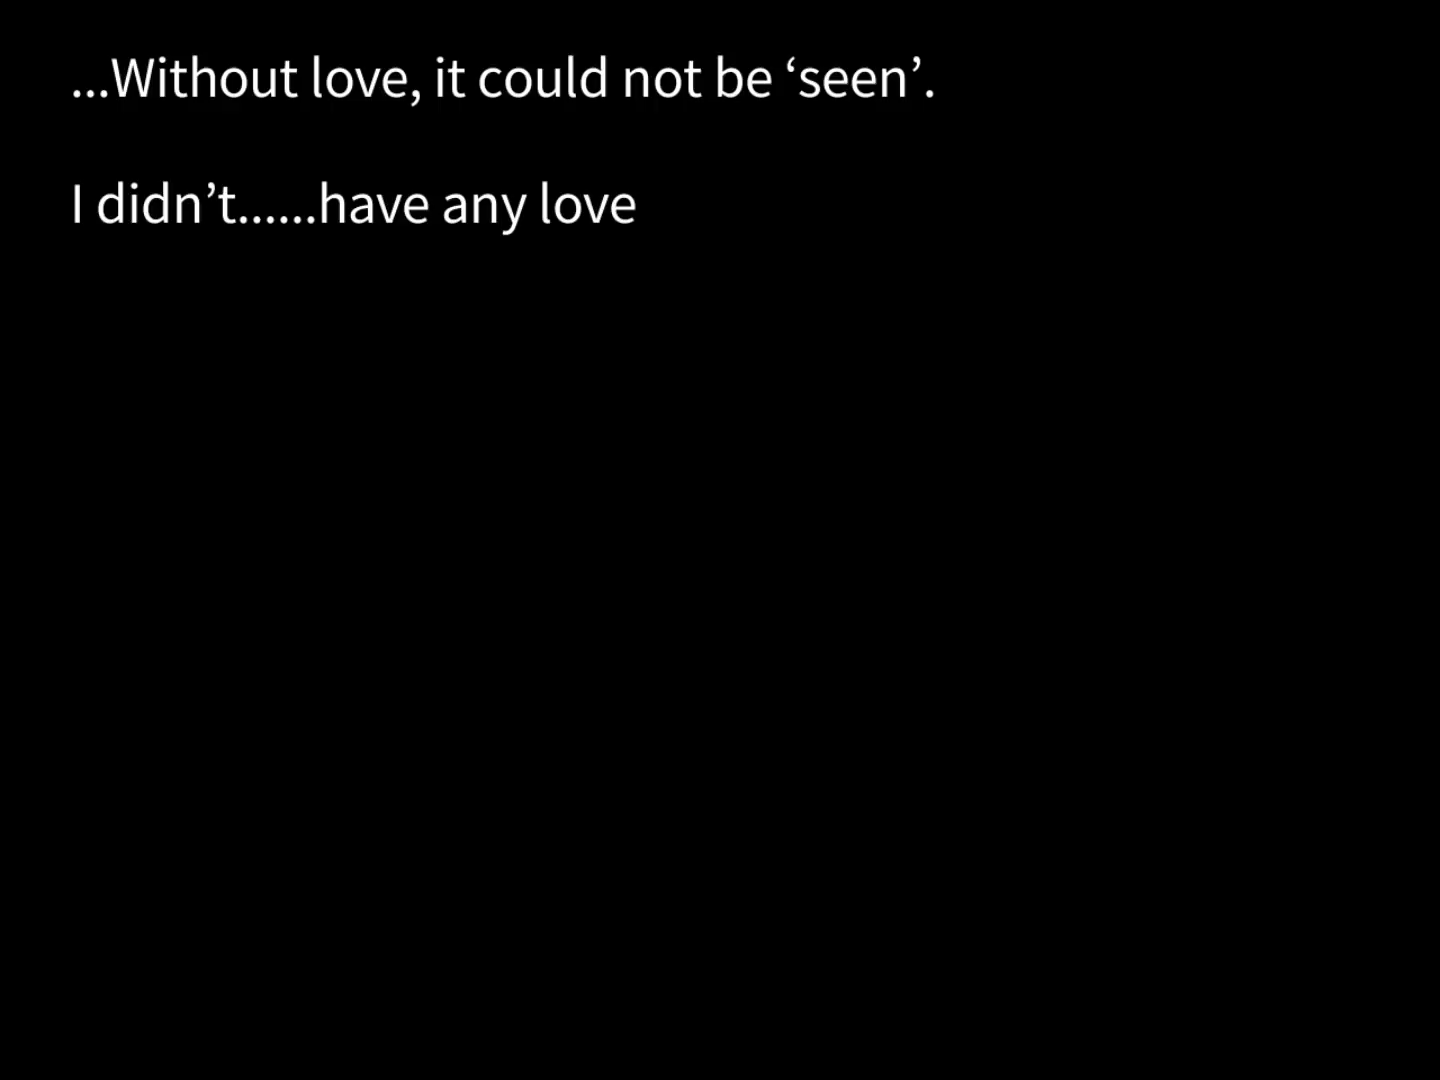 ...Without love, it could not be ‘seen’.
I didn’t......have any love